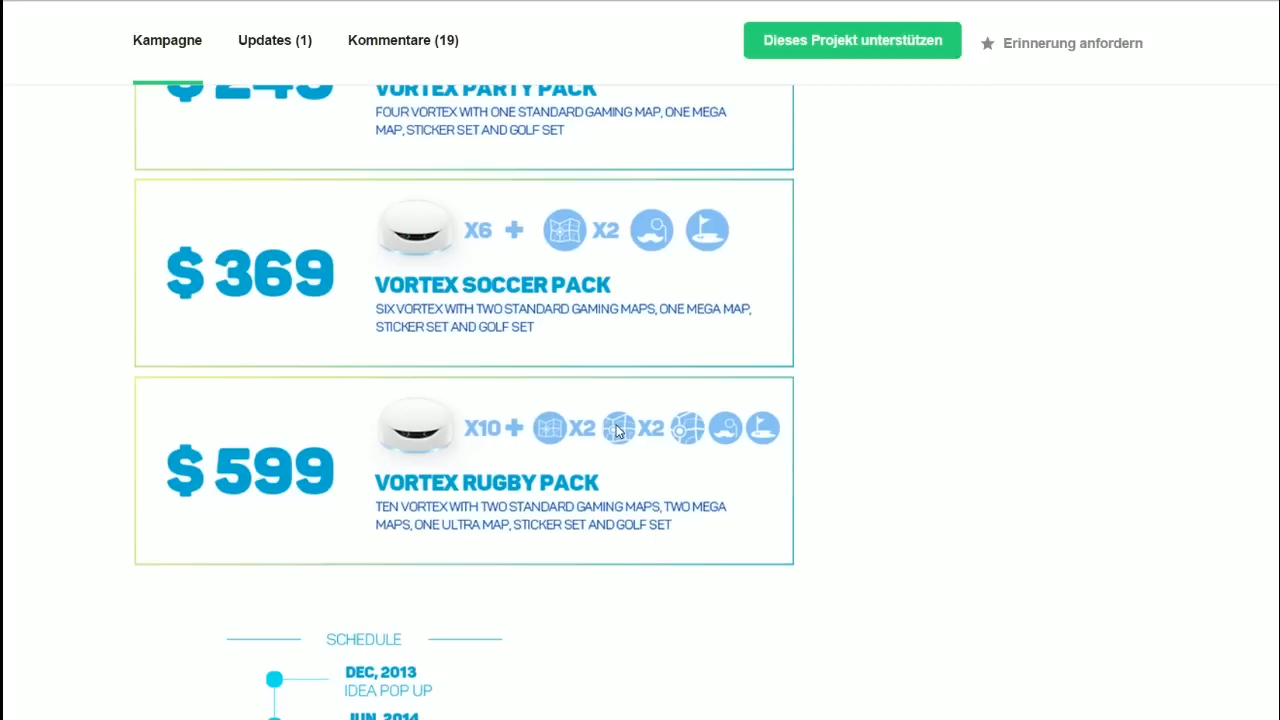 Kampagne Updates (1) Kommentare (19) Dieses Projekt unterstützen Erinnerung anfordern
VORTEX PARTY PACK
FOUR VORTEX WITH ONE STANDARD GAMING MAP, ONE MEGA
MAP, STICKER SET AND GOLF SET
X6 + X2
$ 369
VORTEX SOCCER PACK
SIX VORTEX WITH TWO STANDARD GAMING MAPS, ONE MEGA MAP,
STICKER SET AND GOLF SET
X10 + X2 X2
$ 599
VORTEX RUGBY PACK
TEN VORTEX WITH TWO STANDARD GAMING MAPS, TWO MEGA
MAPS, ONE ULTRA MAP, STICKER SET AND GOLF SET
SCHEDULE
DEC, 2013
IDEA POP UP
JUN, 2014